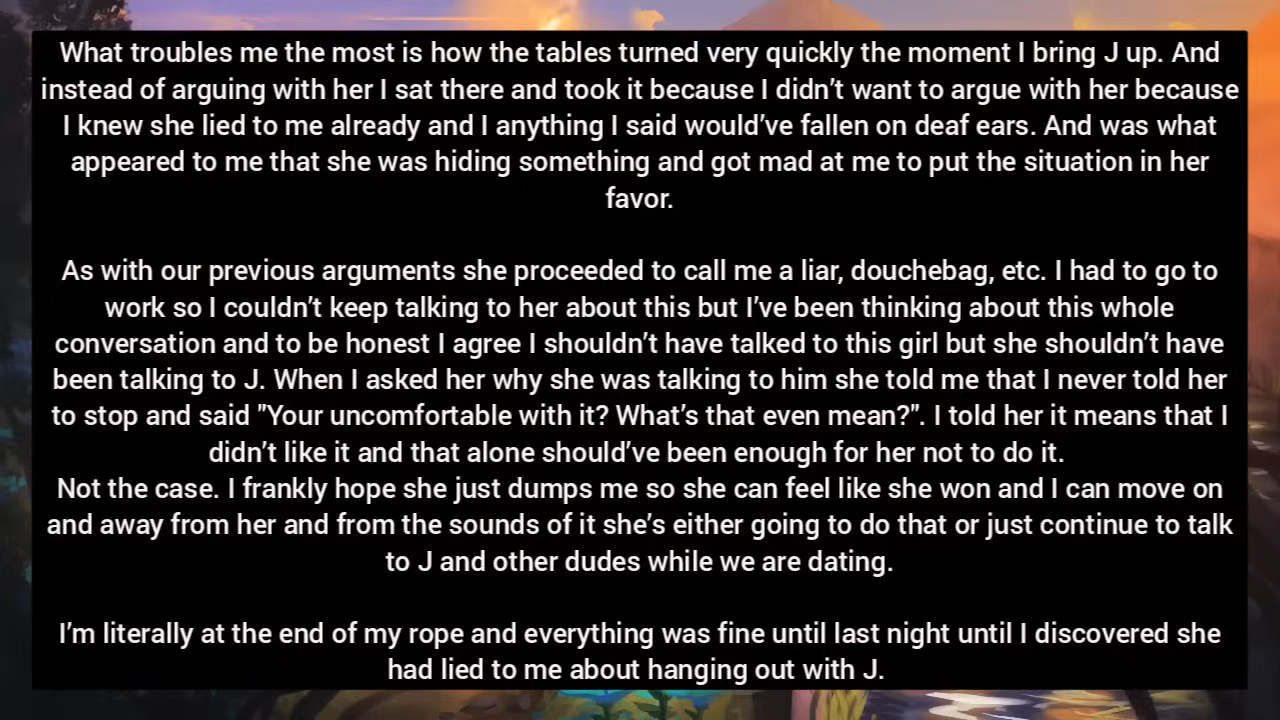 What troubles me the most is how the tables turned very quickly the moment I bring J up. And
instead of arguing with her I sat there and took it because I didn’t want to argue with her because
I knew she lied to me already and I anything I said would’ve fallen on deaf ears. And was what
appeared to me that she was hiding something and got mad at me to put the situation in her
favor.
As with our previous arguments she proceeded to call me a liar, douchebag, etc. I had to go to
work so I couldn’t keep talking to her about this but I’ve been thinking about this whole
conversation and to be honest I agree I shouldn’t have talked to this girl but she shouldn’t have
been talking to J. When I asked her why she was talking to him she told me that I never told her
to stop and said "Your uncomfortable with it? What’s that even mean?". I told her it means that I
didn’t like it and that alone should’ve been enough for her not to do it.
Not the case. I frankly hope she just dumps me so she can feel like she won and I can move on
and away from her and from the sounds of it she’s either going to do that or just continue to talk
to J and other dudes while we are dating.
I’m literally at the end of my rope and everything was fine until last night until I discovered she
had lied to me about hanging out with J.